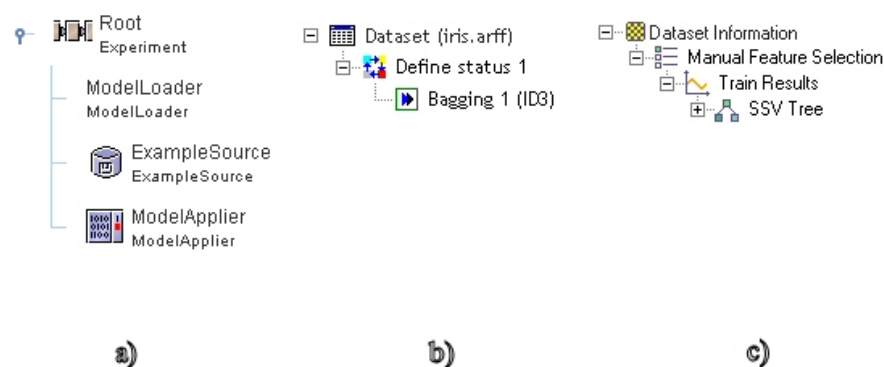 Root
Experiment
ModelLoader
ModelLoader
ExampleSource
ExampleSource
ModelApplier
ModelApplier
a)
Dataset (iris.arff)
Define status 1
Bagging 1 (ID3)
b)
Dataset Information
Manual Feature Selection
Train Results
SSV Tree
c)